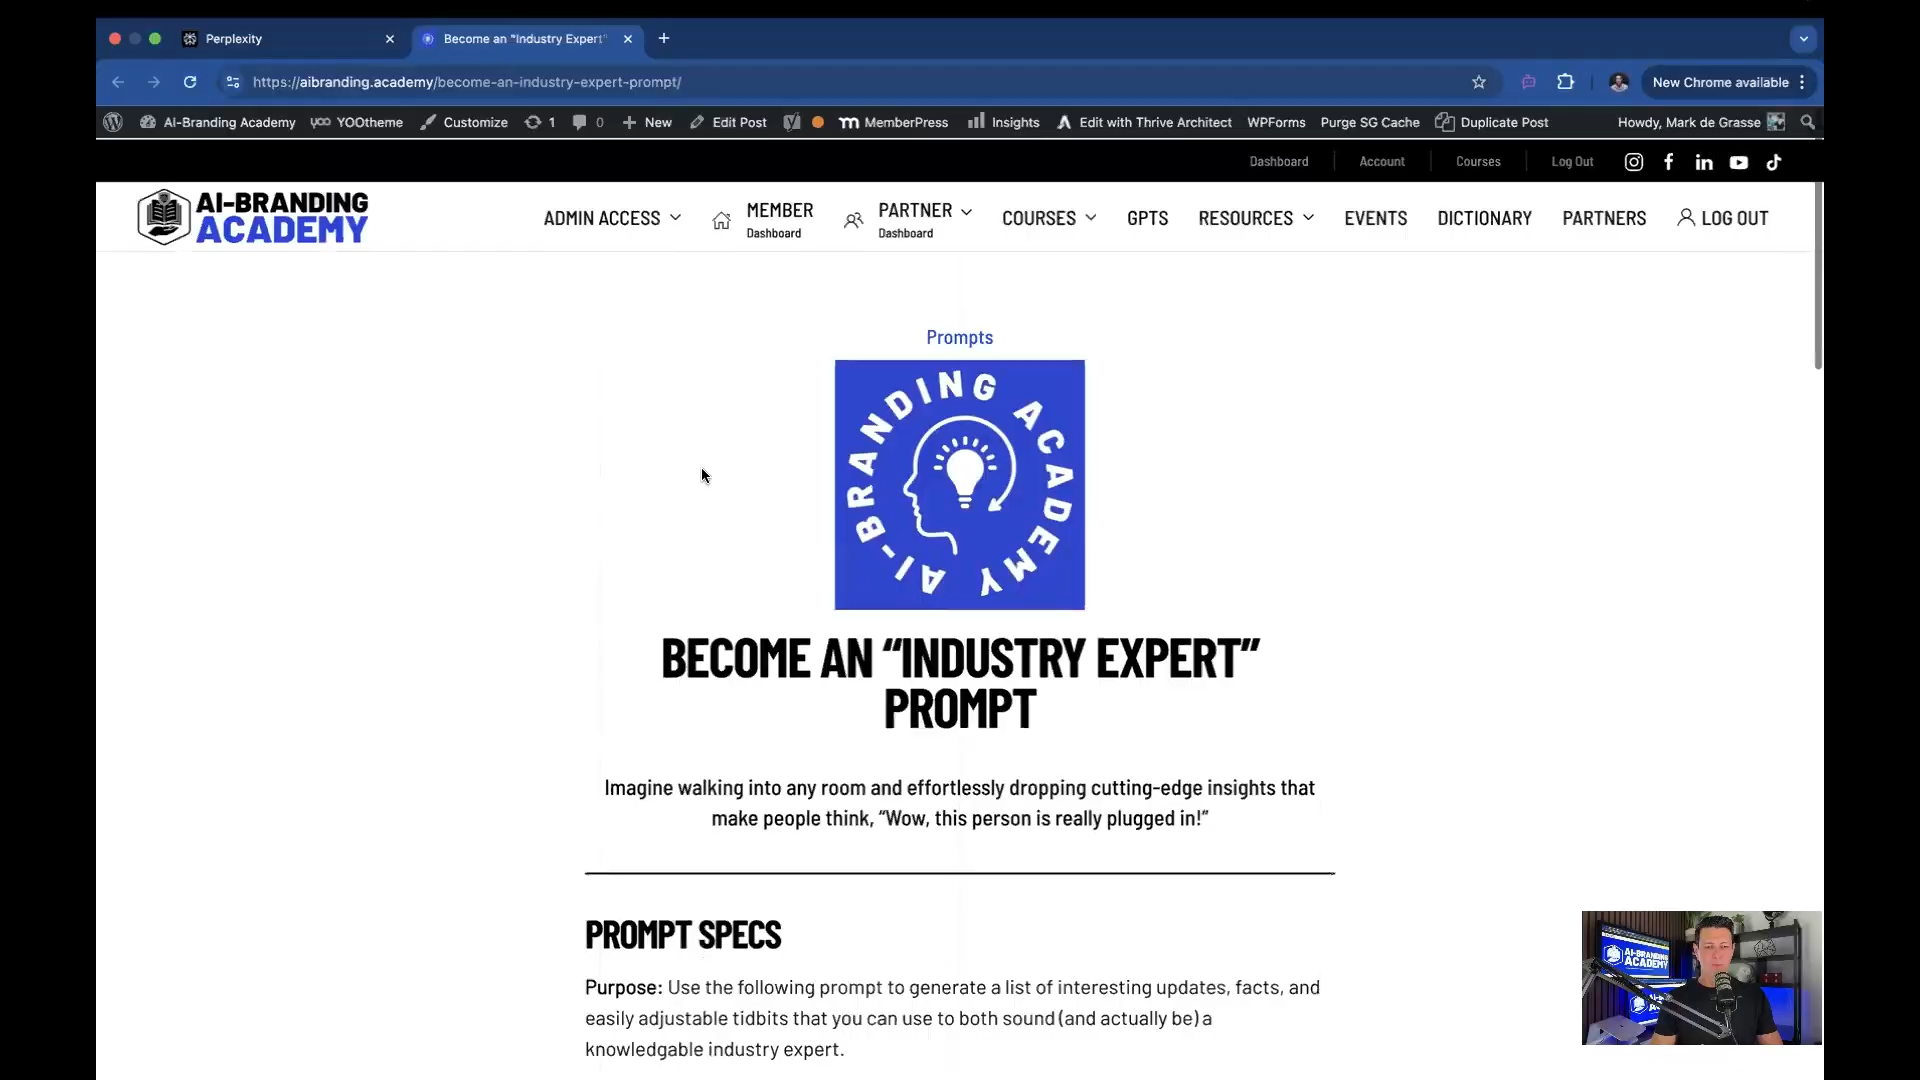 Perplexity
Become an "Industry Expert"
https://aibranding.academy/become-an-industry-expert-prompt/
New Chrome available
AI-Branding Academy YOOtheme Customize 1 0 New Edit Post MemberPress Insights Edit with Thrive Architect WPForms Purge SG Cache Duplicate Post Howdy, Mark de Grasse
Dashboard Account Courses Log Out
AI-BRANDING
ACADEMY
ADMIN ACCESS
MEMBER
Dashboard
PARTNER
Dashboard
COURSES
GPTS
RESOURCES
EVENTS
DICTIONARY
PARTNERS
LOG OUT
Prompts
AI-BRANDING ACADEMY
BECOME AN “INDUSTRY EXPERT”
PROMPT
Imagine walking into any room and effortlessly dropping cutting-edge insights that
make people think, “Wow, this person is really plugged in!”
PROMPT SPECS
Purpose: Use the following prompt to generate a list of interesting updates, facts, and
easily adjustable tidbits that you can use to both sound (and actually be) a
knowledgable industry expert.
AI-BRANDING
ACADEMY